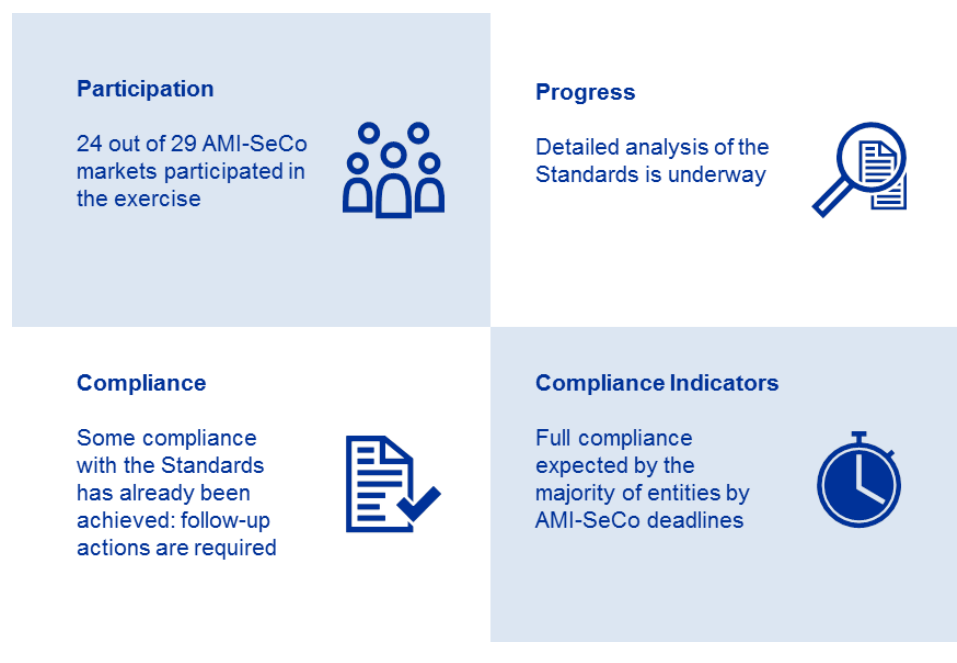 Participation
24 out of 29 AMI-SeCo
markets participated in
the exercise
Progress
Detailed analysis of the
Standards is underway
Compliance
Some compliance
with the Standards
has already been
achieved: follow-up
actions are required
Compliance Indicators
Full compliance
expected by the
majority of entities by
AMI-SeCo deadlines